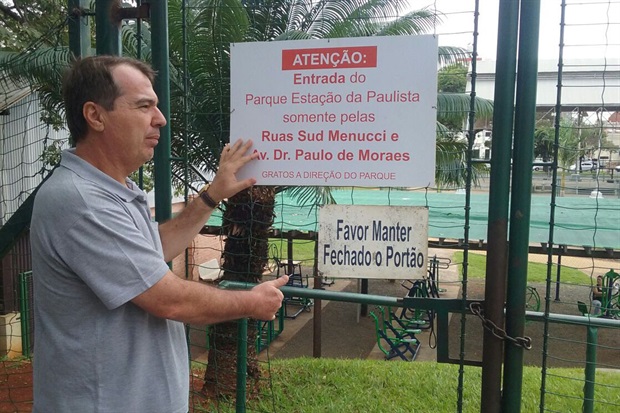 ATENÇÃO:
Entrada do
Parque Estação da Paulista
somente pelas
Ruas Sud Menucci e
Av. Dr. Paulo de Moraes
GRATOS A DIREÇÃO DO PARQUE
Favor Manter
Fechado o Portão